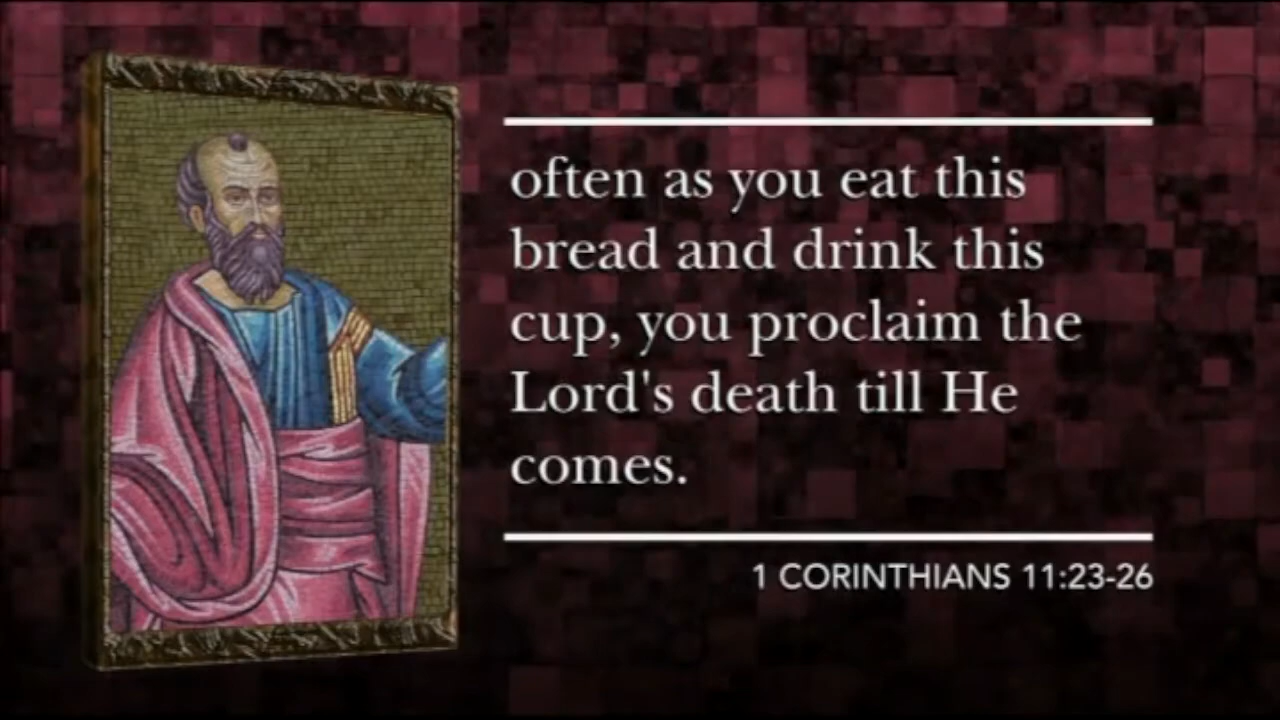 often as you eat this
bread and drink this
cup, you proclaim the
Lord's death till He
comes.
1 CORINTHIANS 11:23-26